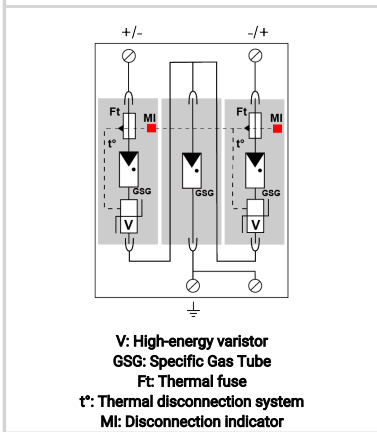 +/- -/+
Ft MI Ft MI
t° t°
GSG GSG GSG
V V
V: High-energy varistor
GSG: Specific Gas Tube
Ft: Thermal fuse
t°: Thermal disconnection system
MI: Disconnection indicator